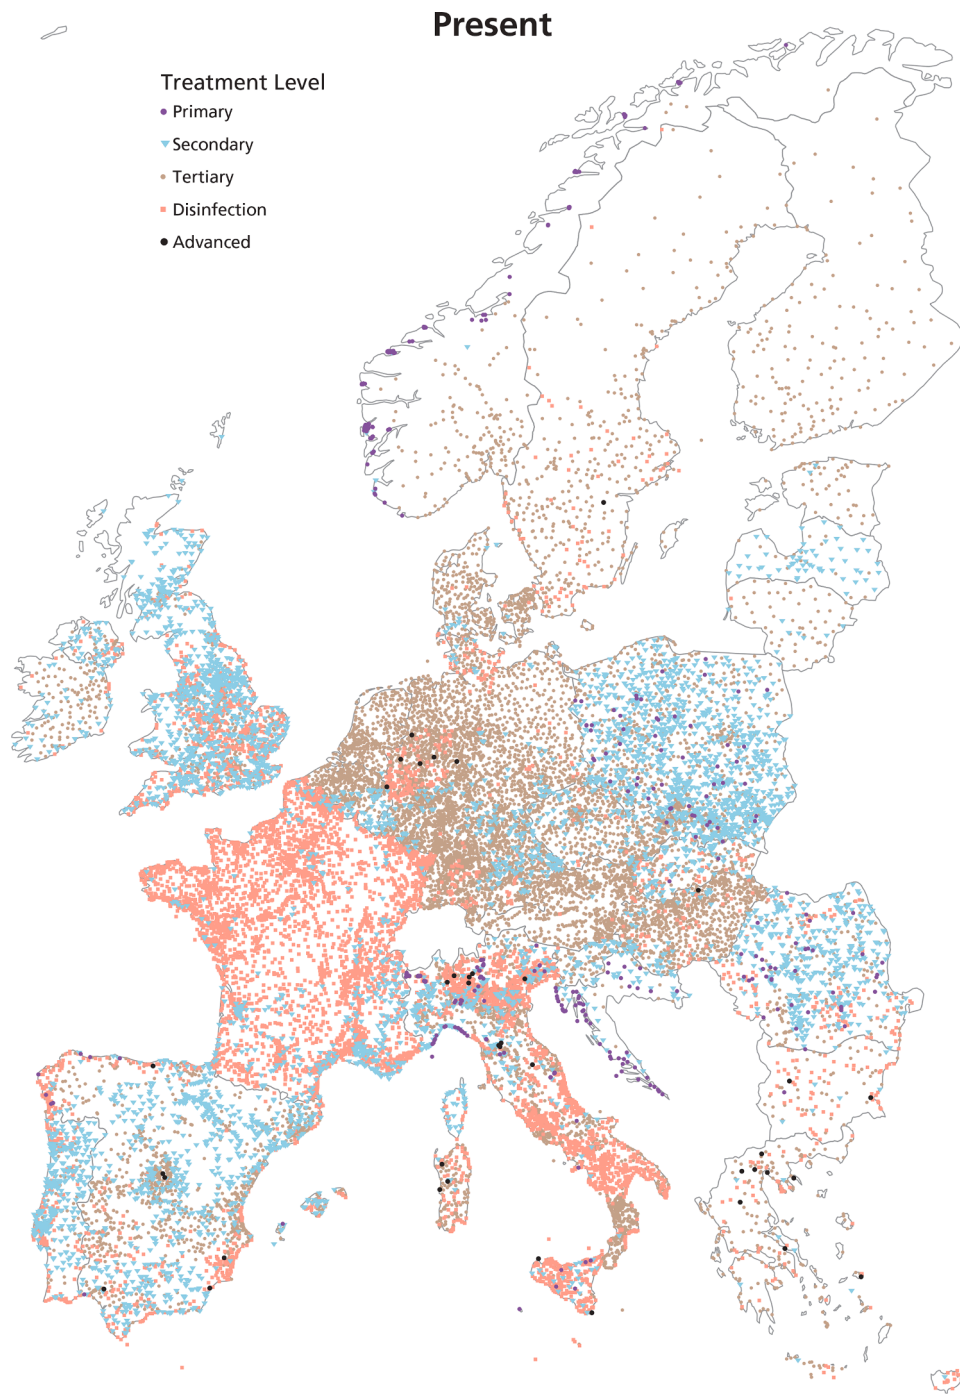 Present
Treatment Level
Primary
Secondary
Tertiary
Disinfection
Advanced